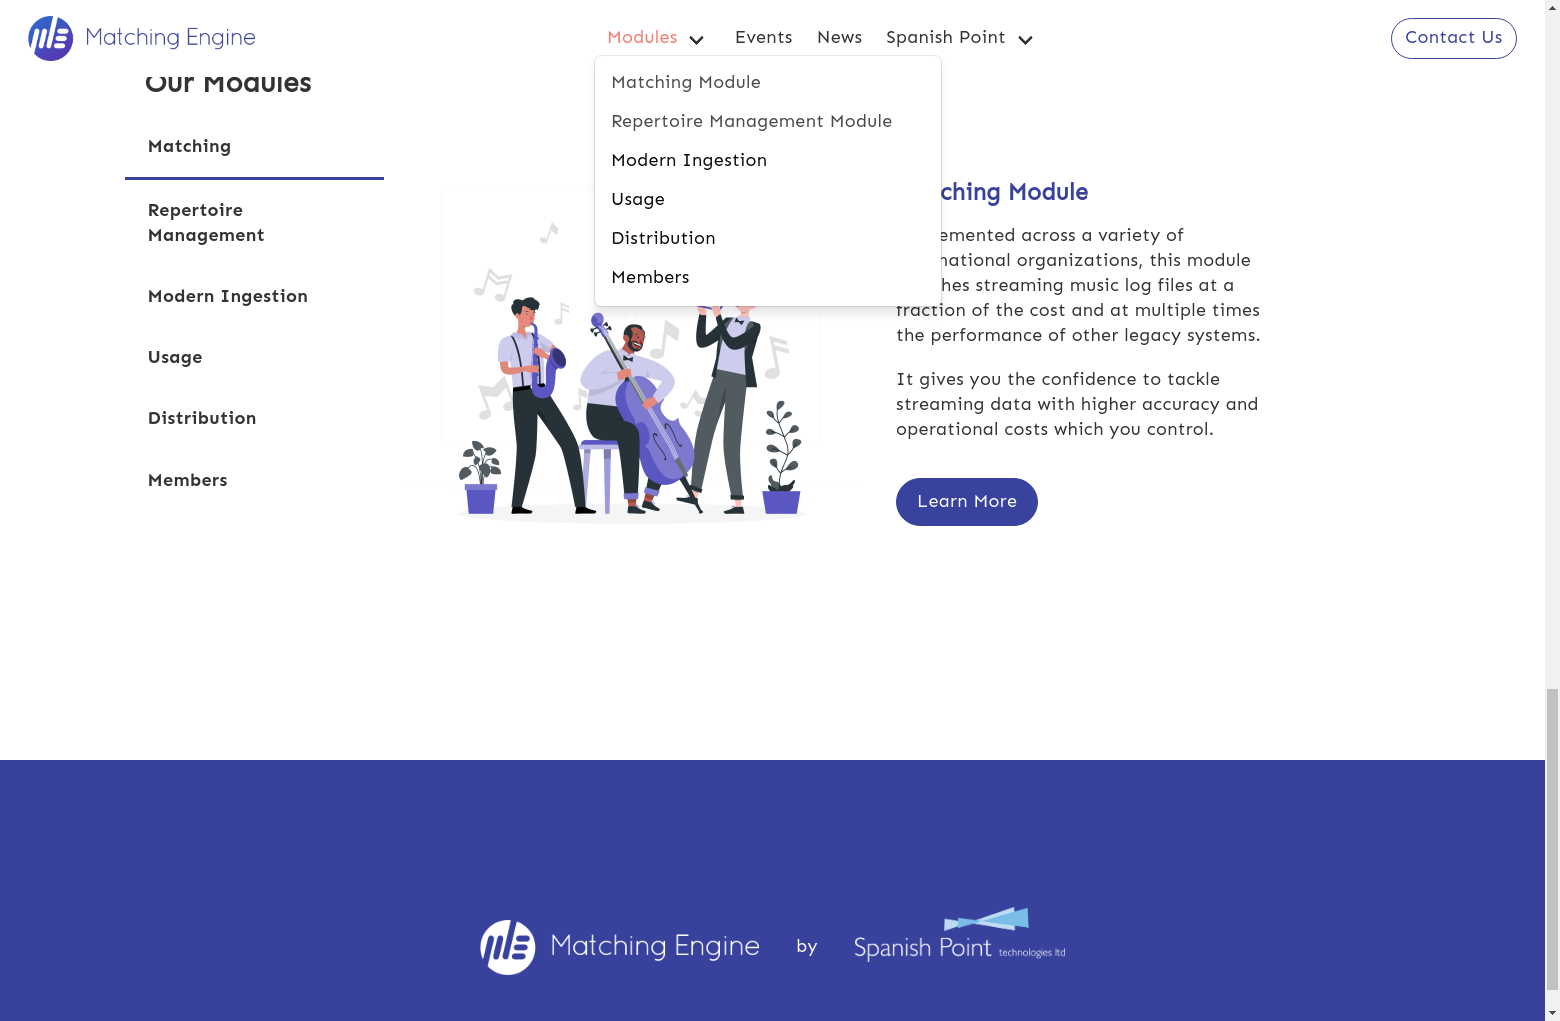 Matching Engine
Modules
Events
News
Spanish Point
Contact Us
Matching Module
Repertoire Management Module
Modern Ingestion
Usage
Distribution
Members
Our Modules
Matching
Repertoire
Management
Modern Ingestion
Usage
Distribution
Members
ching Module
emented across a variety of
national organizations, this module
hes streaming music log files at a
fraction of the cost and at multiple times
the performance of other legacy systems.
It gives you the confidence to tackle
streaming data with higher accuracy and
operational costs which you control.
Learn More
Matching Engine
by
Spanish Point
technologies ltd